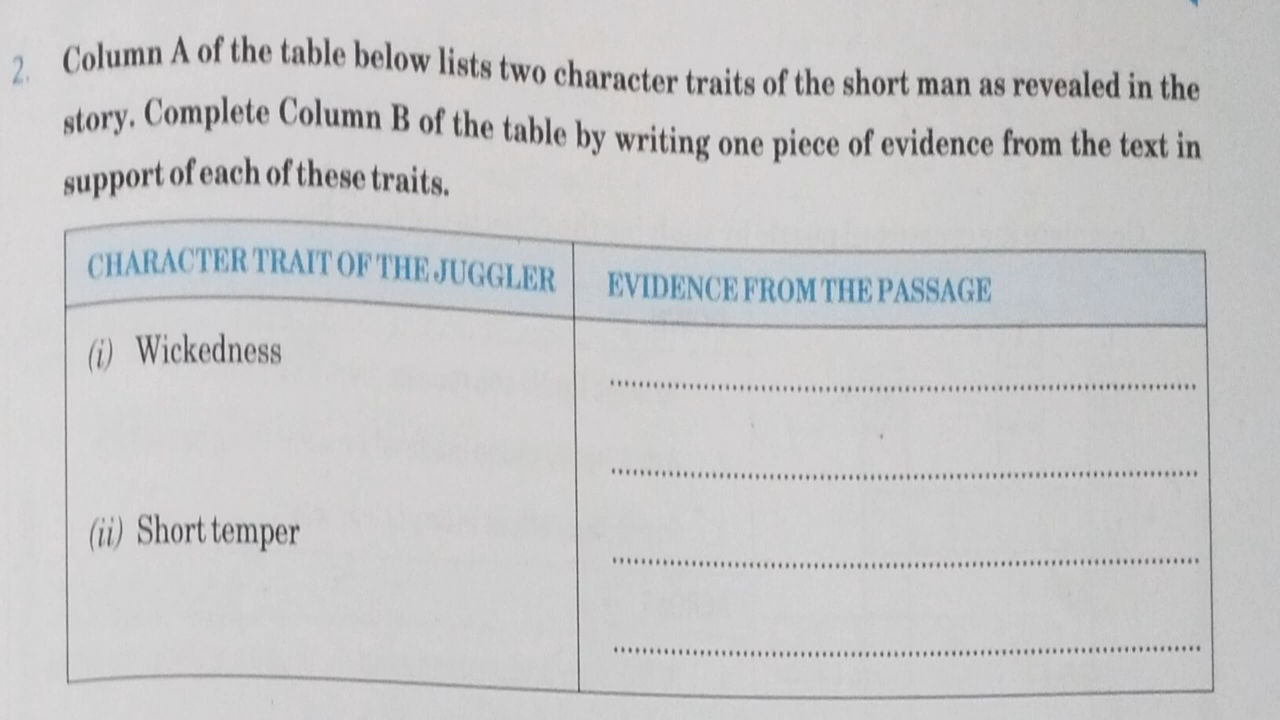 2. Column A of the table below lists two character traits of the short man as revealed in the
story. Complete Column B of the table by writing one piece of evidence from the text in
support of each of these traits.
CHARACTER TRAIT OF THE JUGGLER
EVIDENCE FROM THE PASSAGE
(i) Wickedness
(ii) Short temper